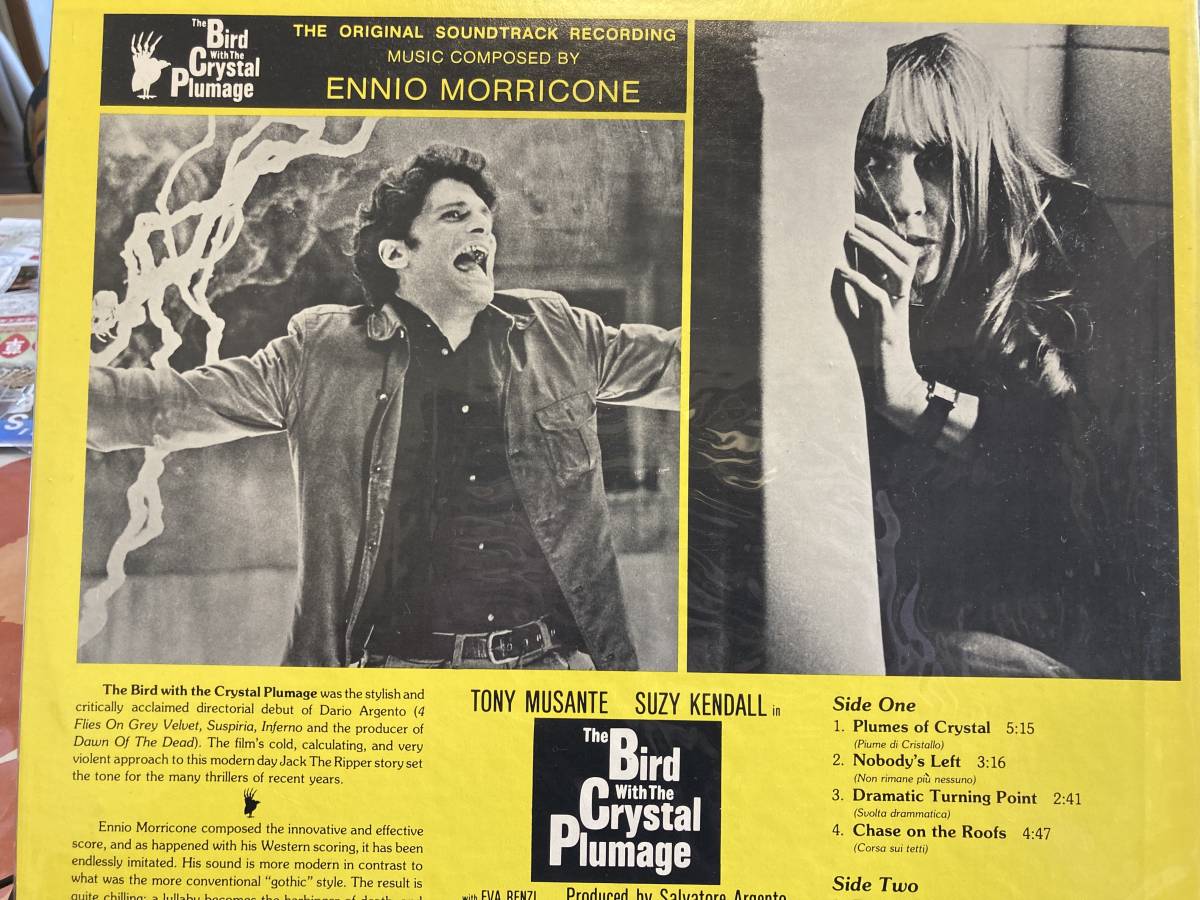 The
Bird
With The
Crystal
Plumage
THE ORIGINAL SOUNDTRACK RECORDING
MUSIC COMPOSED BY
ENNIO MORRICONE
真
S,
The Bird with the Crystal Plumage was the stylish and
critically acclaimed directorial debut of Dario Argento (4
Flies On Grey Velvet, Suspiria, Inferno and the producer of
Dawn Of The Dead). The film's cold, calculating, and very
violent approach to this modern day Jack The Ripper story set
the tone for the many thrillers of recent years.
Ennio Morricone composed the innovative and effective
score, and as happened with his Western scoring, it has been
endlessly imitated. His sound is more modern in contrast to
what was the more conventional "gothic" style. The result is
quite chilling: a lullaby becomes the harbinger of death, and
TONY MUSANTE SUZY KENDALL in
The
Bird
With The
Crystal
Plumage
with EVA RENZI Produced by Salvatore Argento
Side One
1. Plumes of Crystal 5:15
(Piume di Cristallo)
2. Nobody's Left 3:16
(Non rimane più nessuno)
3. Dramatic Turning Point 2:41
(Svolta drammatica)
4. Chase on the Roofs 4:47
(Corsa sui tetti)
Side Two